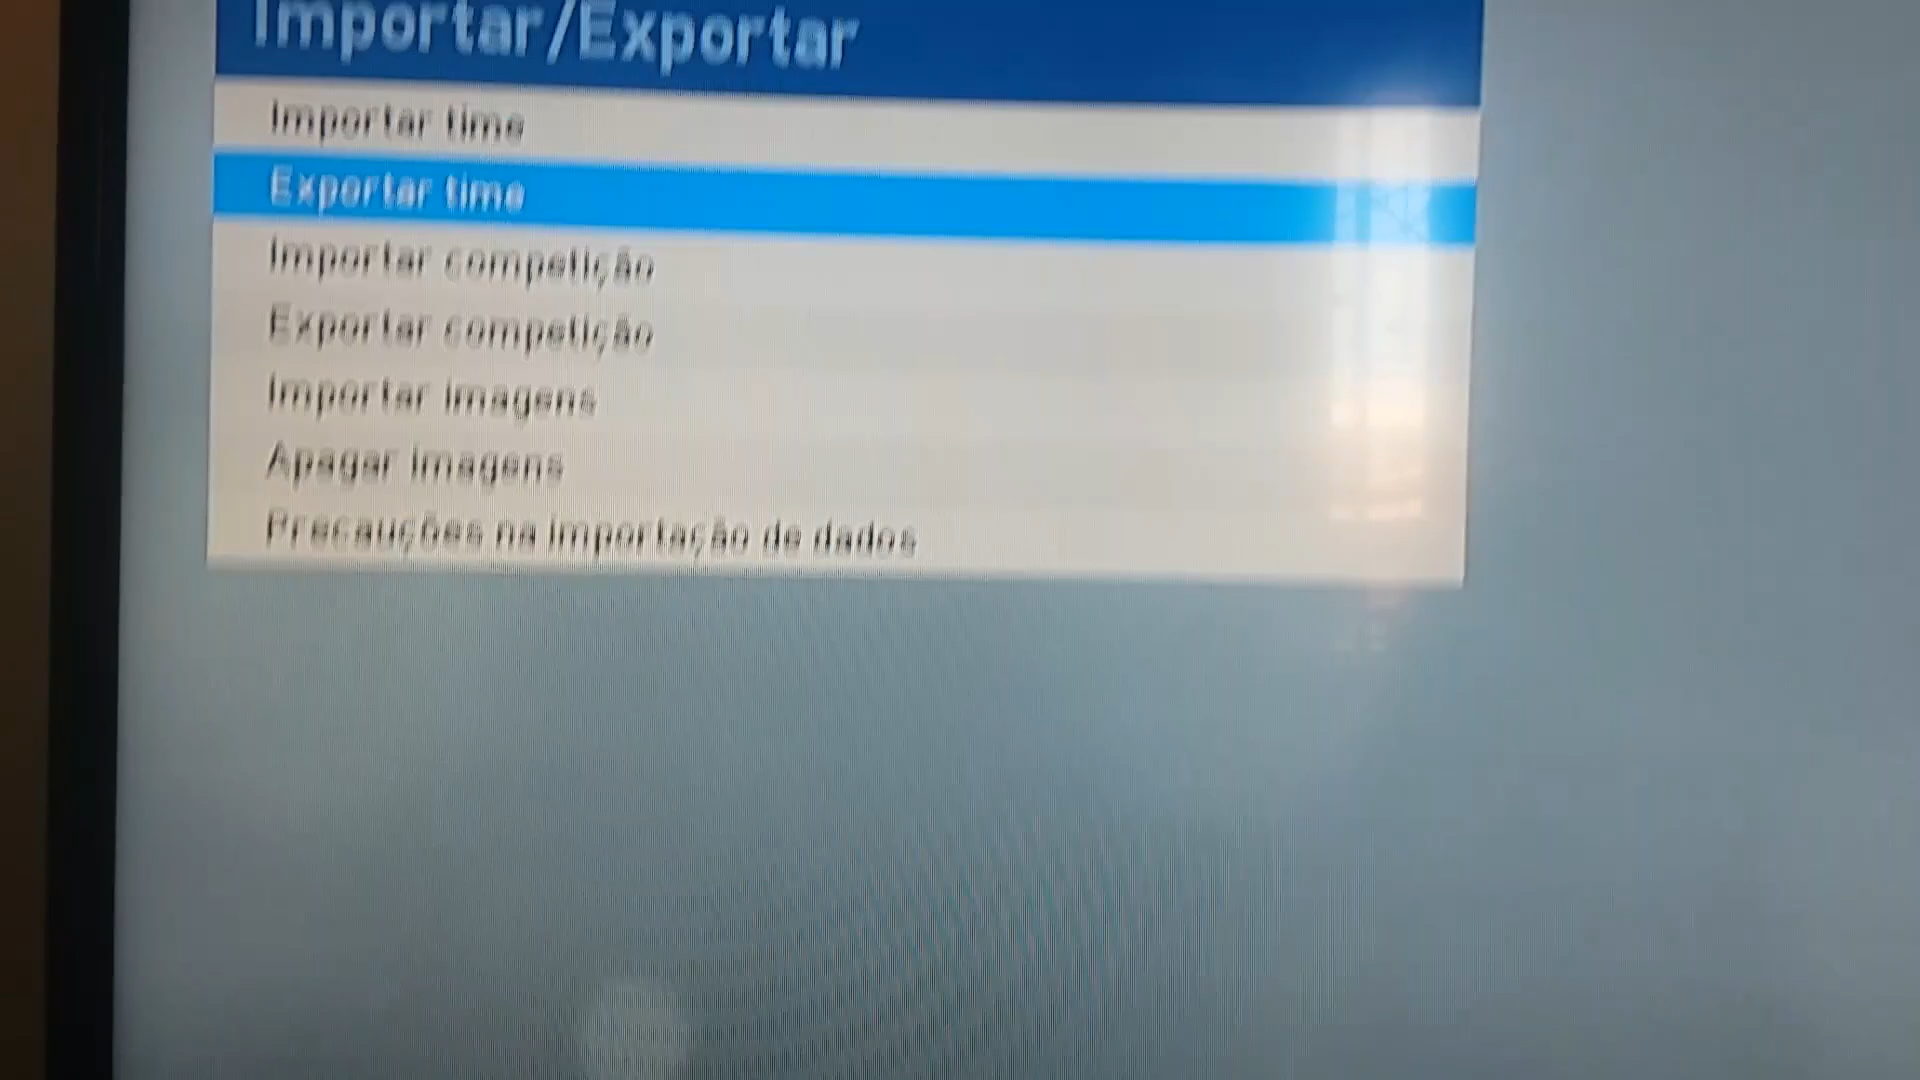 Importar/Exportar
Importar time
Exportar time
Importar competição
Exportar competição
Importar imagens
Apagar imagens
Precauções na importação de dados